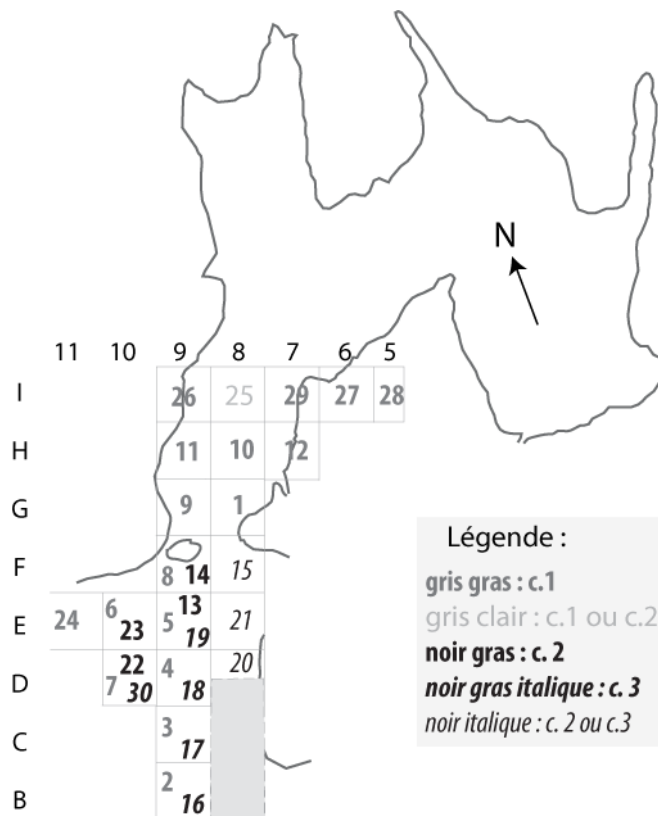 N
11 10 9 8 7 6 5
I 26 25 29 27 28
H 11 10 12
G 9 1
F 8 14 15
13
E 24 6 23 5 19 21
22 20
D 7 30 4 18
C 3 17
B 2 16
Légende :
gris gras : c.1
gris clair : c.1 ou c.2
noir gras : c. 2
noir gras italique : c. 3
noir italique : c. 2 ou c.3